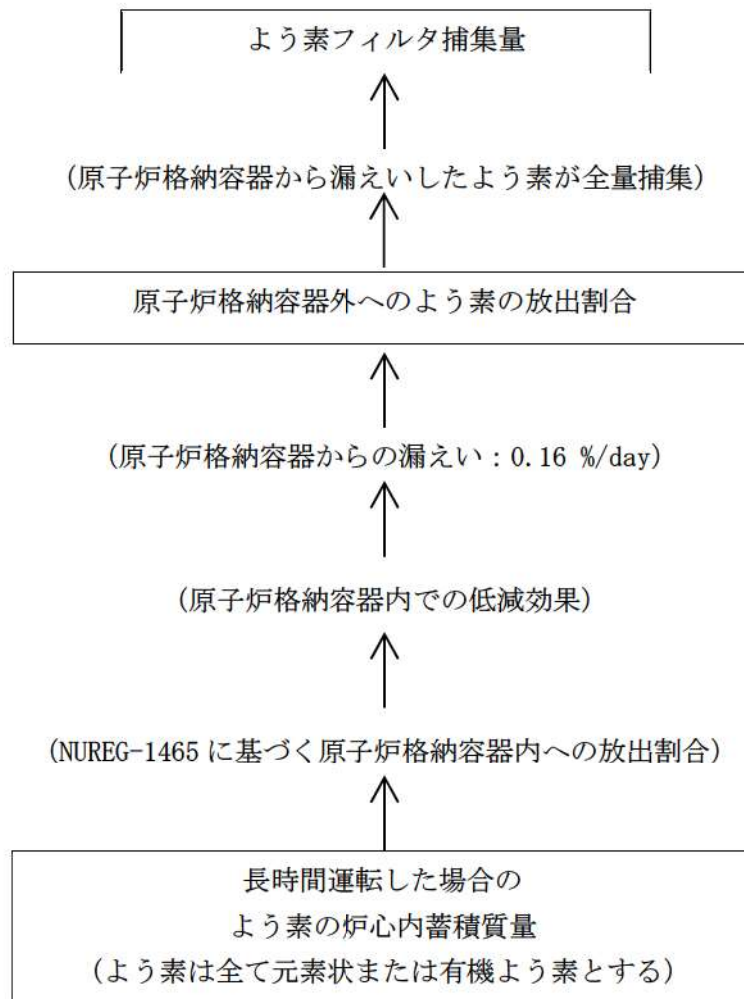 よう素フィルタ捕集量
(原子炉格納容器から漏えいしたよう素が全量捕集)
原子炉格納容器外へのよう素の放出割合
(原子炉格納容器からの漏えい：0.16 %/day)
(原子炉格納容器内での低減効果)
(NUREG-1465 に基づく原子炉格納容器内への放出割合)
長時間運転した場合の
よう素の炉心内蓄積質量
(よう素は全て元素状または有機よう素とする)